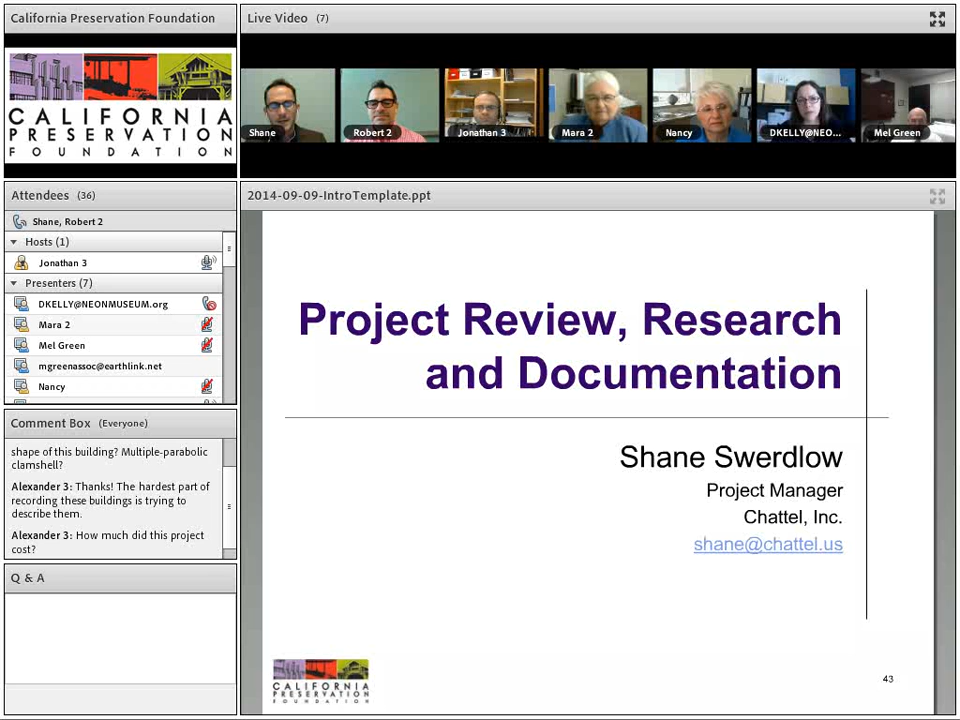 California Preservation Foundation
CALIFORNIA
PRESERVATION
FOUNDATION
Live Video (7)
Shane
Robert 2
Jonathan 3
Mara 2
Nancy
DKELLY@NEO...
Mel Green
Attendees (36)
Shane, Robert 2
Hosts (1)
Jonathan 3
Presenters (7)
DKELLY@NEONMUSEUM.org
Mara 2
Mel Green
mgreenassoc@earthlink.net
Nancy
Comment Box (Everyone)
shape of this building? Multiple-parabolic
clamshell?
Alexander 3: Thanks! The hardest part of
recording these buildings is trying to
describe them.
Alexander 3: How much did this project
cost?
Q & A
2014-09-09-IntroTemplate.ppt
Project Review, Research
and Documentation
Shane Swerdlow
Project Manager
Chattel, Inc.
shane@chattel.us
CALIFORNIA
PRESERVATION
FOUNDATION
43